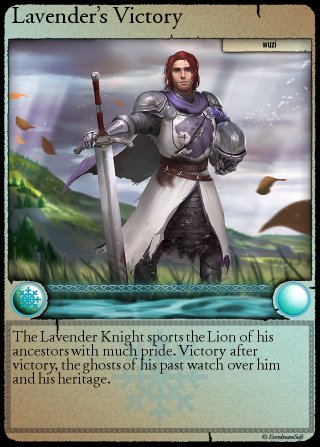 Lavender's Victory
wuzi
The Lavender Knight sports the Lion of his
ancestors with much pride. Victory after
victory, the ghosts of his past watch over him
and his heritage.
© EverdreamSoft